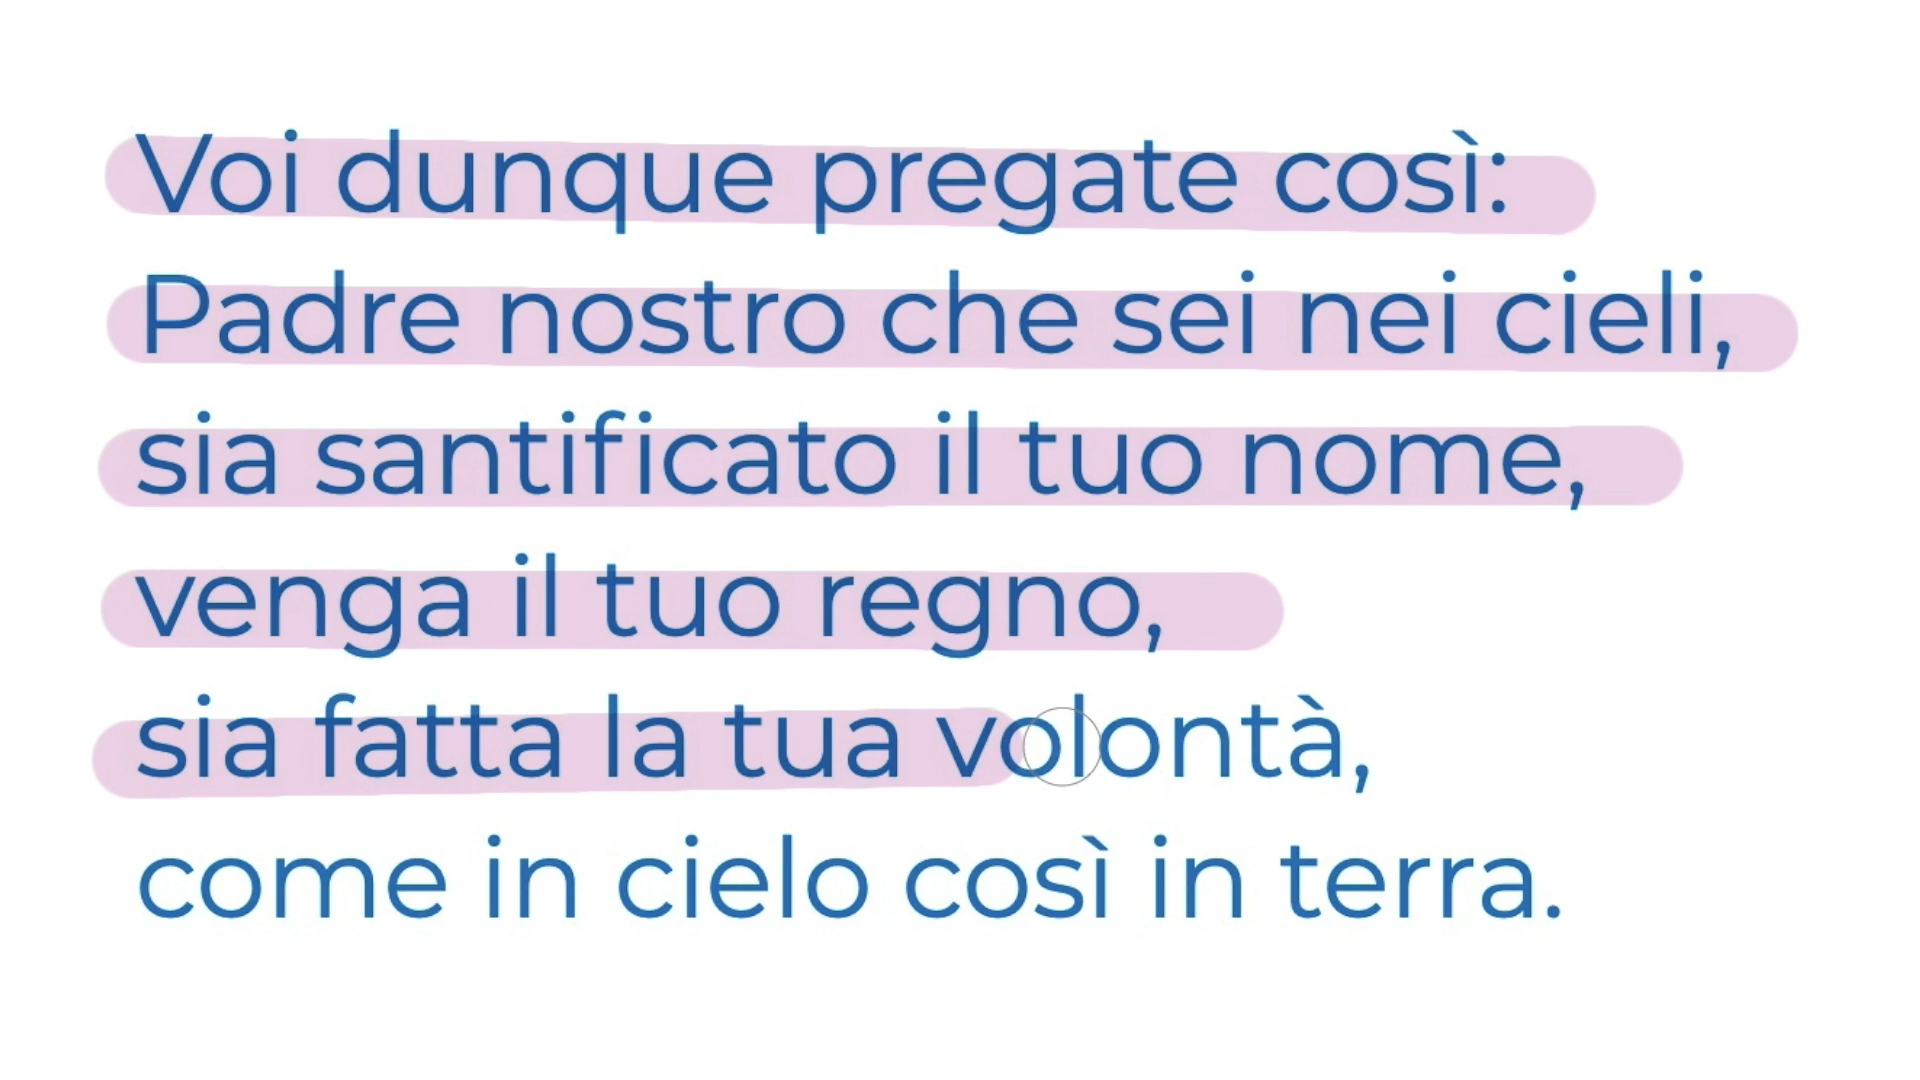 Voi dunque pregate così:
Padre nostro che sei nei cieli,
sia santificato il tuo nome,
venga il tuo regno,
sia fatta la tua volontà,
come in cielo così in terra.